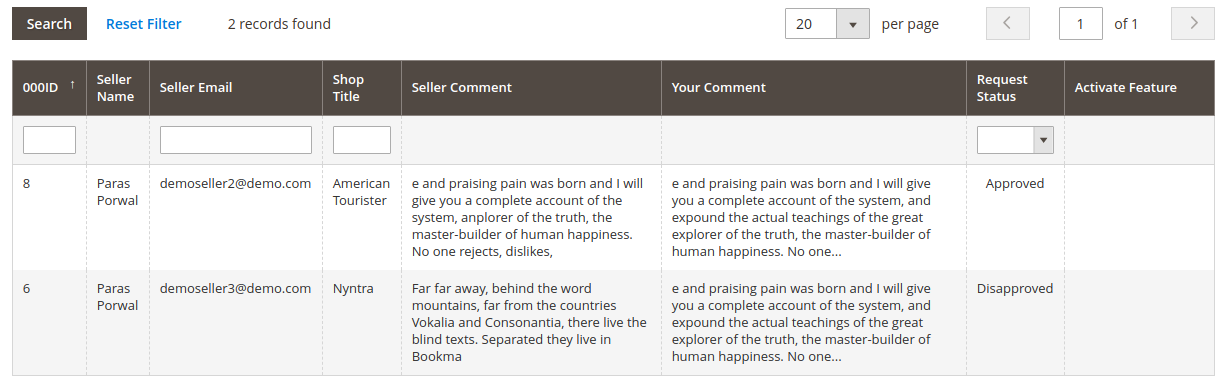 Search Reset Filter 2 records found 20 per page 1 of 1
000ID ↑ Seller Name Seller Email Shop Title Seller Comment Your Comment Request Status Activate Feature
8
Paras
Porwal
demoseller2@demo.com
American
Tourister
e and praising pain was born and I will
give you a complete account of the
system, anplorer of the truth, the
master-builder of human happiness.
No one rejects, dislikes,
e and praising pain was born and I will give
you a complete account of the system, and
expound the actual teachings of the great
explorer of the truth, the master-builder of
human happiness. No one...
Approved
6
Paras
Porwal
demoseller3@demo.com
Nyntra
Far far away, behind the word
mountains, far from the countries
Vokalia and Consonantia, there live the
blind texts. Separated they live in
Bookma
e and praising pain was born and I will give
you a complete account of the system, and
expound the actual teachings of the great
explorer of the truth, the master-builder of
human happiness. No one...
Disapproved